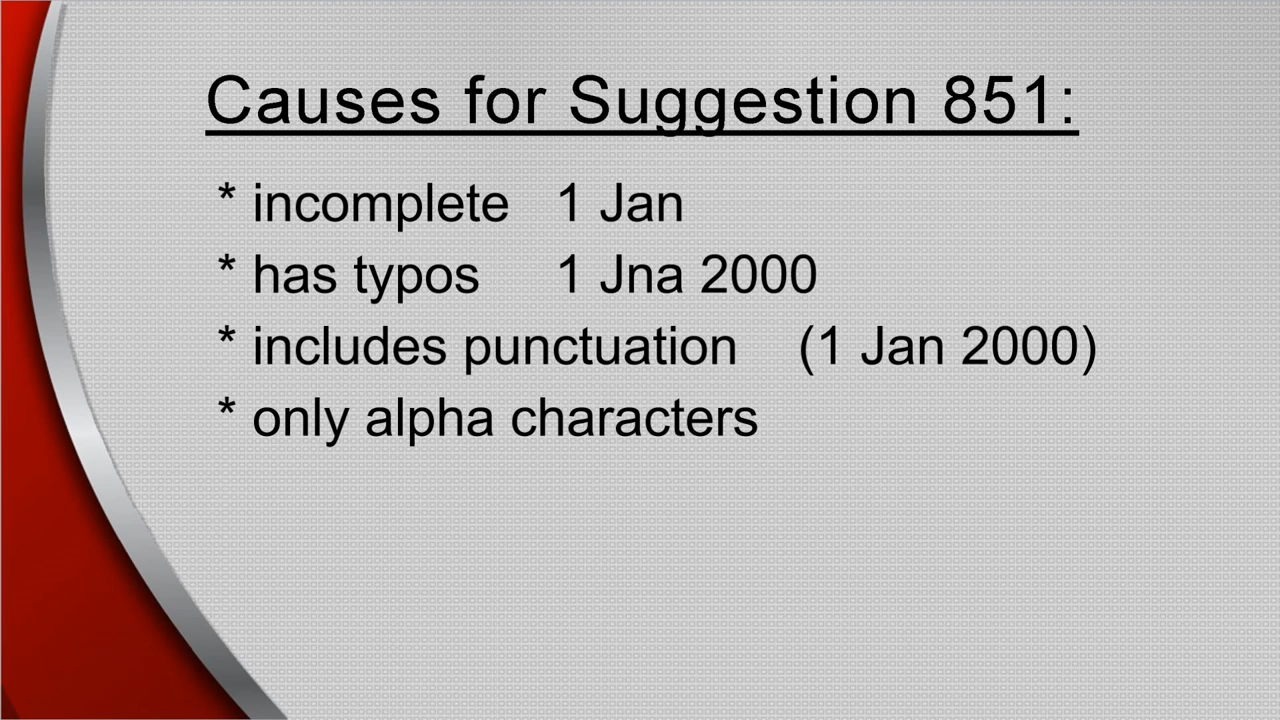 Causes for Suggestion 851:
* incomplete 1 Jan
* has typos 1 Jna 2000
* includes punctuation (1 Jan 2000)
* only alpha characters